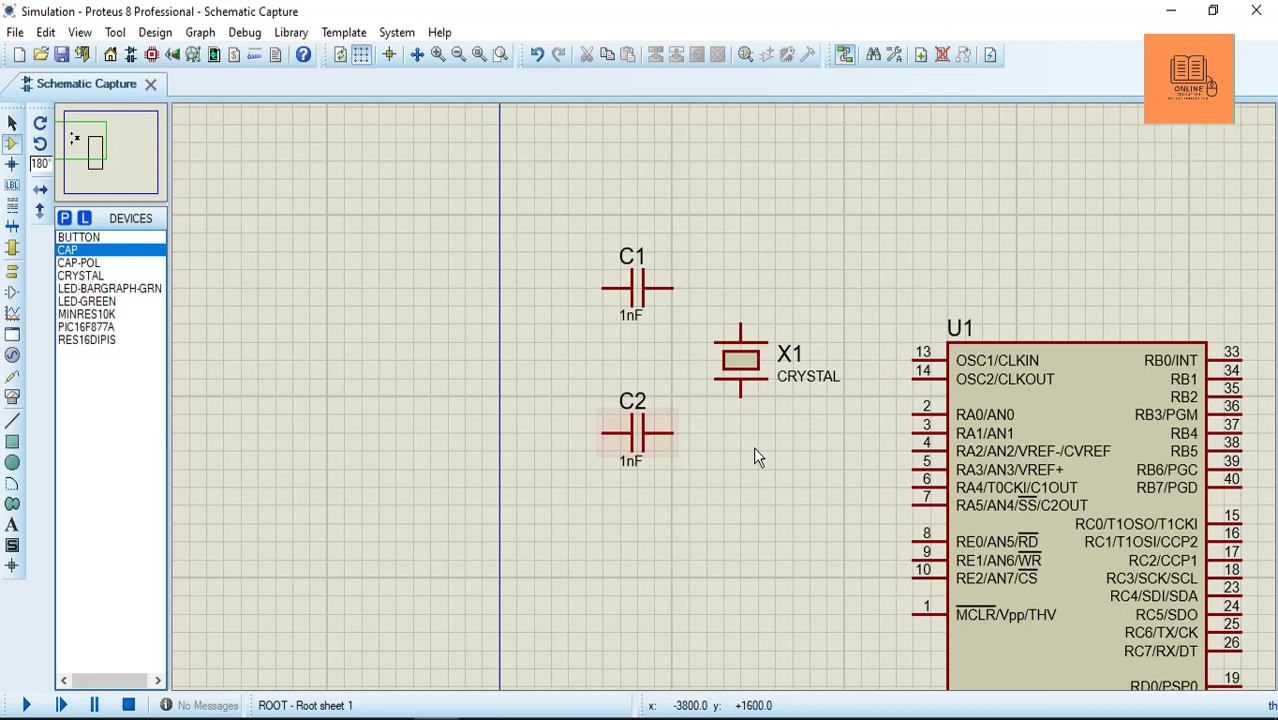 Simulation - Proteus 8 Professional - Schematic Capture
File Edit View Tool Design Graph Debug Library Template System Help
Schematic Capture
ONLINE
EDUCATION
180°
LBL
P L DEVICES
BUTTON
CAP
CAP-POL
CRYSTAL
LED-BARGRAPH-GRN
LED-GREEN
MINRES10K
PIC16F877A
RES16DIPIS
C1
1nF
X1
CRYSTAL
C2
1nF
U1
13 OSC1/CLKIN RB0/INT 33
14 OSC2/CLKOUT RB1 34
RB2 35
2 RA0/AN0 RB3/PGM 36
3 RA1/AN1 RB4 37
4 RA2/AN2/VREF-/CVREF RB5 38
5 RA3/AN3/VREF+ RB6/PGC 39
6 RA4/T0CKI/C1OUT RB7/PGD 40
7 RA5/AN4/SS/C2OUT
RC0/T1OSO/T1CKI 15
8 RE0/AN5/RD RC1/T1OSI/CCP2 16
9 RE1/AN6/WR RC2/CCP1 17
10 RE2/AN7/CS RC3/SCK/SCL 18
RC4/SDI/SDA 23
1 MCLR/Vpp/THV RC5/SDO 24
RC6/TX/CK 25
RC7/RX/DT 26
RD0/PSP0 19
No Messages ROOT - Root sheet 1 x: -3800.0 y: +1600.0 th